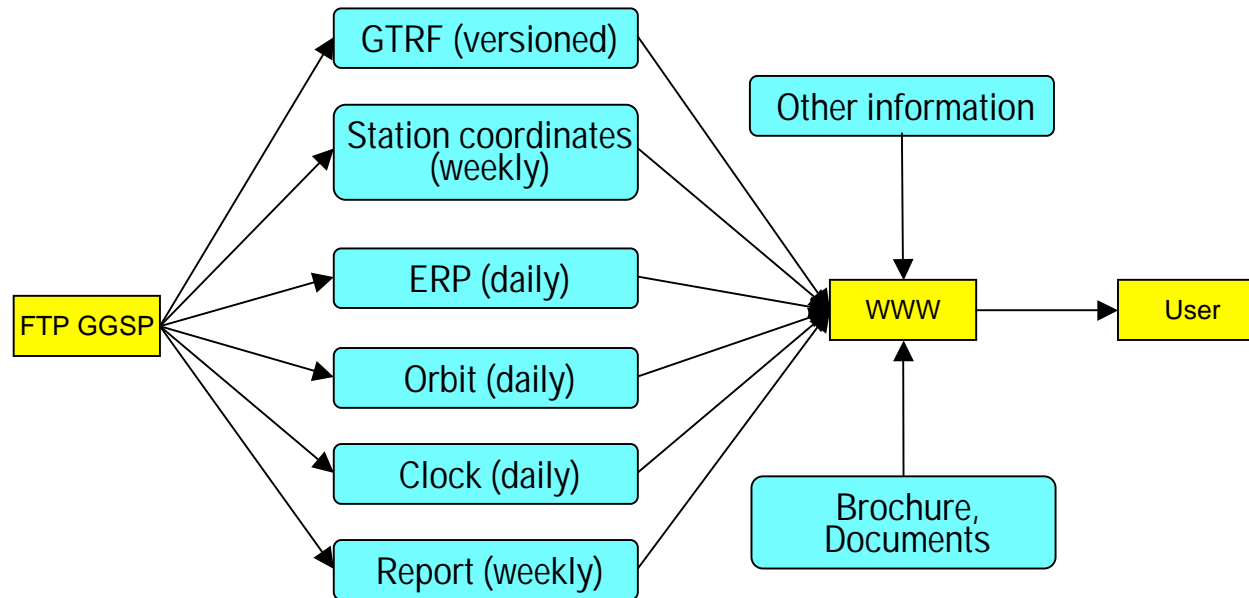 GTRF (versioned)
Other information
Station coordinates
(weekly)
ERP (daily)
FTP GGSP
WWW
User
Orbit (daily)
Clock (daily)
Brochure,
Documents
Report (weekly)